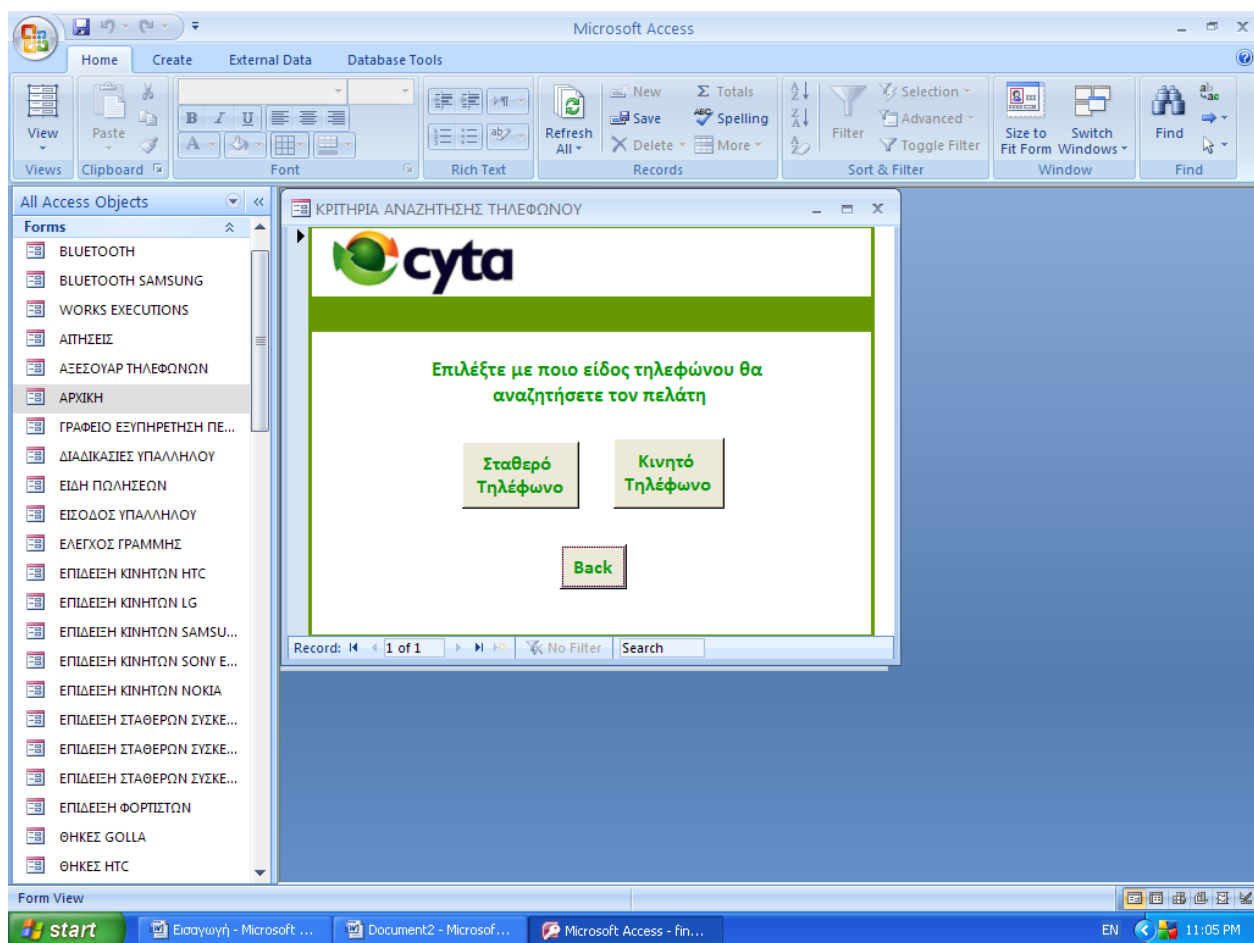 Microsoft Access
Home Create External Data Database Tools
View Paste B I U Refresh All New Save Delete Totals Spelling More Filter Selection Advanced Toggle Filter Size to Fit Form Switch Windows Find
Views Clipboard Font Rich Text Records Sort & Filter Window Find
All Access Objects
Forms
BLUETOOTH
BLUETOOTH SAMSUNG
WORKS EXECUTIONS
ΑΙΤΗΣΕΙΣ
ΑΞΕΣΟΥΑΡ ΤΗΛΕΦΩΝΩΝ
ΑΡΧΙΚΗ
ΓΡΑΦΕΙΟ ΕΞΥΠΗΡΕΤΗΣΗ ΠΕ...
ΔΙΑΔΙΚΑΣΙΕΣ ΥΠΑΛΛΗΛΟΥ
ΕΙΔΗ ΠΩΛΗΣΕΩΝ
ΕΙΣΟΔΟΣ ΥΠΑΛΛΗΛΟΥ
ΕΛΕΓΧΟΣ ΓΡΑΜΜΗΣ
ΕΠΙΔΕΙΞΗ ΚΙΝΗΤΩΝ HTC
ΕΠΙΔΕΙΞΗ ΚΙΝΗΤΩΝ LG
ΕΠΙΔΕΙΞΗ ΚΙΝΗΤΩΝ SAMSU...
ΕΠΙΔΕΙΞΗ ΚΙΝΗΤΩΝ SONY E...
ΕΠΙΔΕΙΞΗ ΚΙΝΗΤΩΝ ΝΟΚΙΑ
ΕΠΙΔΕΙΞΗ ΣΤΑΘΕΡΩΝ ΣΥΣΚΕ...
ΕΠΙΔΕΙΞΗ ΣΤΑΘΕΡΩΝ ΣΥΣΚΕ...
ΕΠΙΔΕΙΞΗ ΣΤΑΘΕΡΩΝ ΣΥΣΚΕ...
ΕΠΙΔΕΙΞΗ ΦΟΡΤΙΣΤΩΝ
ΘΗΚΕΣ GOLLA
ΘΗΚΕΣ HTC
ΚΡΙΤΗΡΙΑ ΑΝΑΖΗΤΗΣΗΣ ΤΗΛΕΦΩΝΟΥ
cyta
Επιλέξτε με ποιο είδος τηλεφώνου θα
αναζητήσετε τον πελάτη
Σταθερό
Τηλέφωνο
Κινητό
Τηλέφωνο
Back
Record: 1 of 1 No Filter Search
Form View
start Εισαγωγή - Microsoft ... Document2 - Microsof... Microsoft Access - fin... EN 11:05 PM